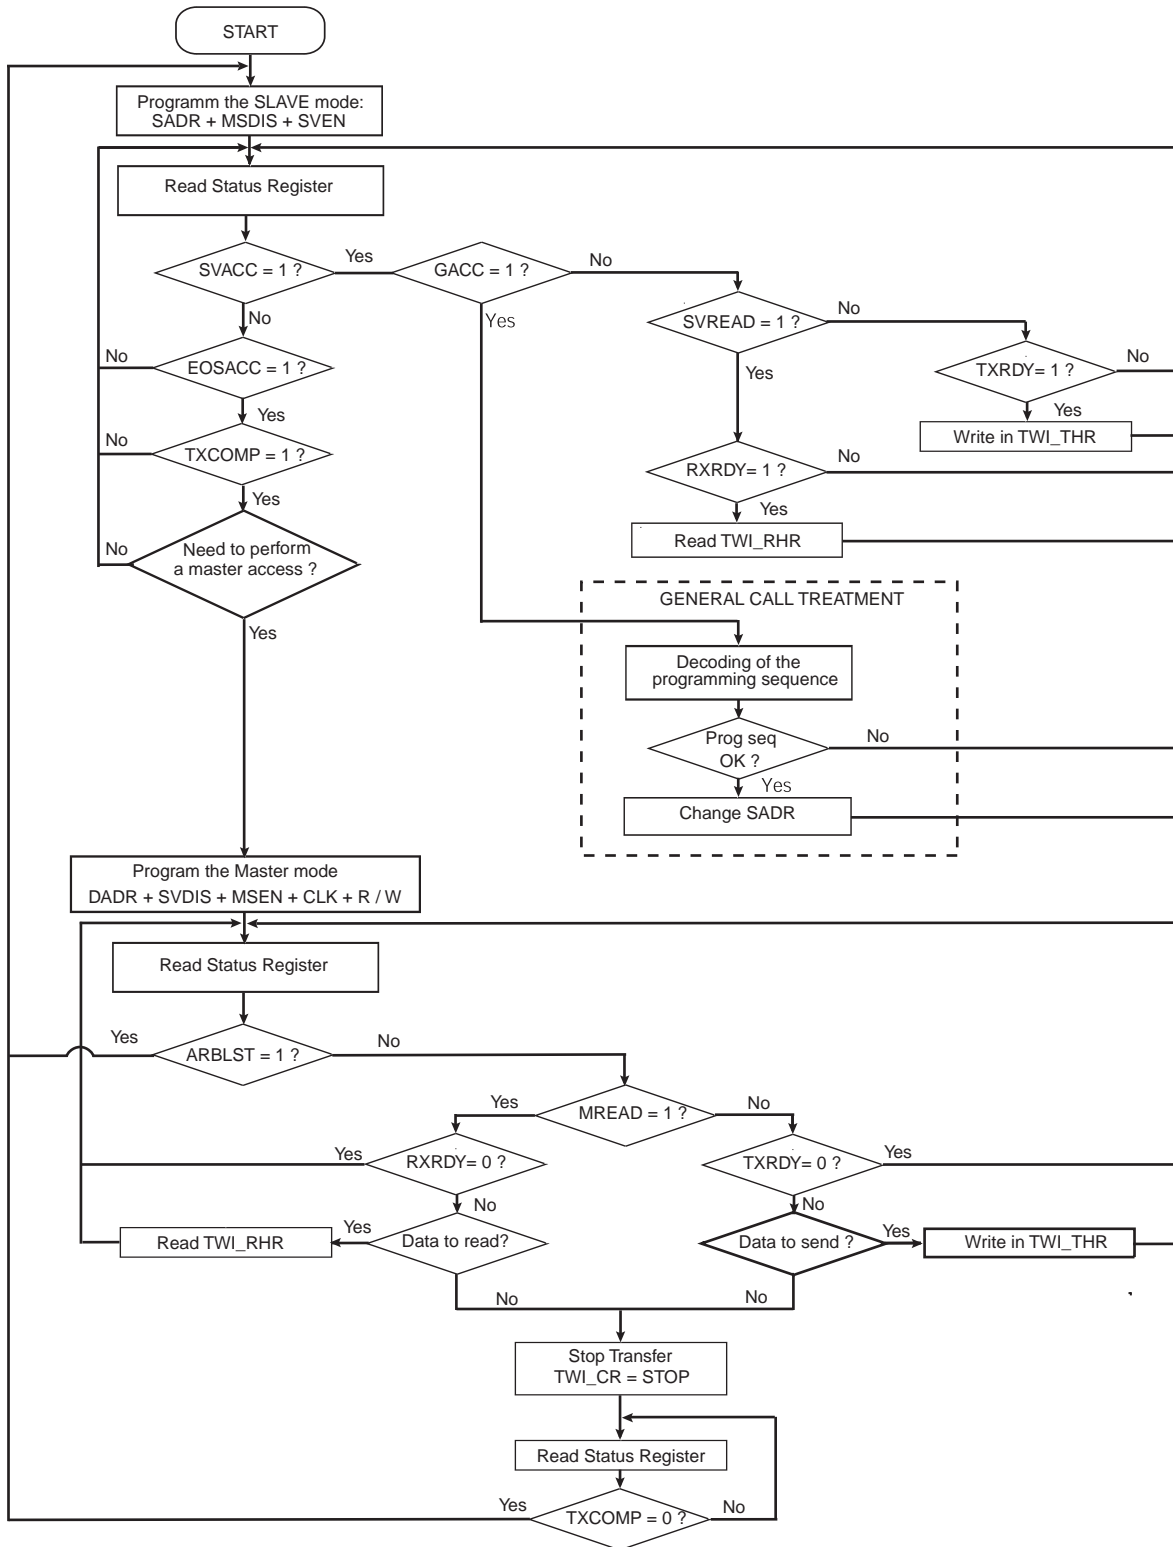 START
Programm the SLAVE mode:
SADR + MSDIS + SVEN
Read Status Register
SVACC = 1 ?
Yes
GACC = 1 ?
No
No
Yes
SVREAD = 1 ?
No
Yes
TXRDY= 1 ?
No
Yes
Write in TWI_THR
No
EOSACC = 1 ?
Yes
No
TXCOMP = 1 ?
Yes
RXRDY= 1 ?
No
Yes
Read TWI_RHR
No
Need to perform
a master access ?
Yes
GENERAL CALL TREATMENT
Decoding of the
programming sequence
Prog seq
OK ?
No
Yes
Change SADR
Program the Master mode
DADR + SVDIS + MSEN + CLK + R / W
Read Status Register
Yes
ARBLST = 1 ?
No
Yes
MREAD = 1 ?
No
Yes
RXRDY= 0 ?
No
TXRDY= 0 ?
Yes
No
Read TWI_RHR
Yes
Data to read?
No
Data to send ?
Yes
Write in TWI_THR
No
Stop Transfer
TWI_CR = STOP
Read Status Register
Yes
TXCOMP = 0 ?
No